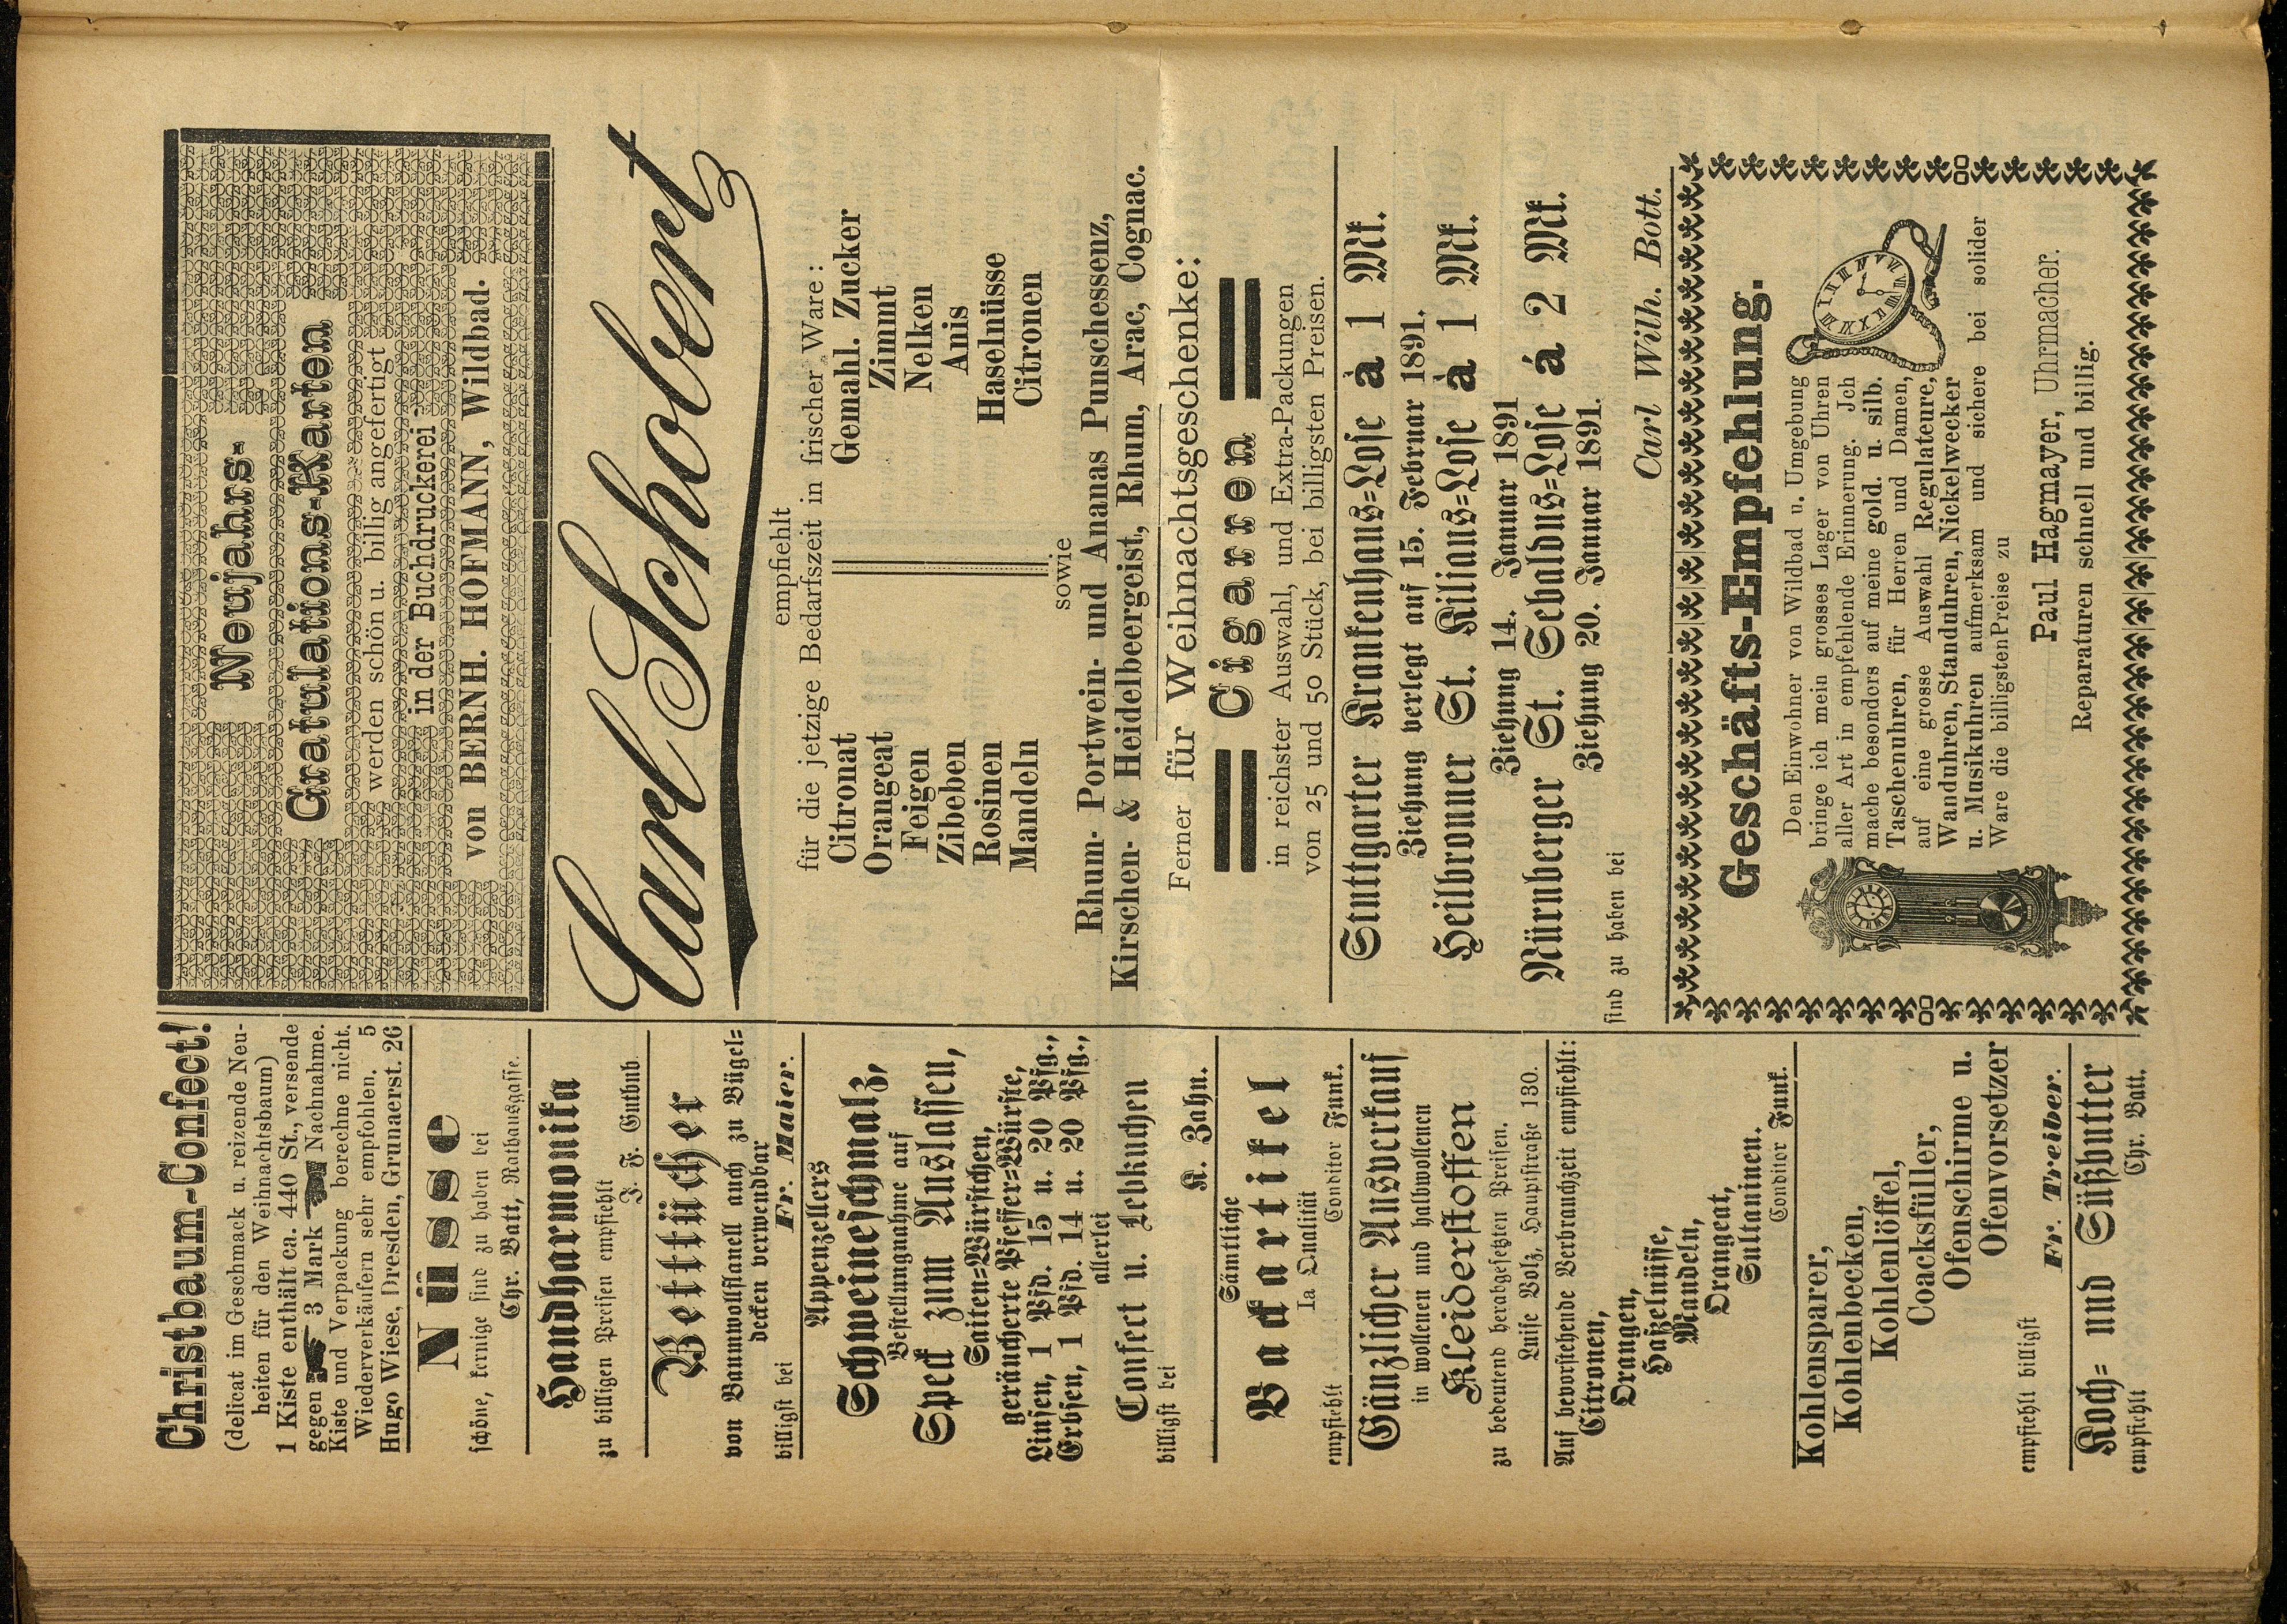 Christbaum-Confect!
(delicat im Geschmack u. reizende Neu-
heiten für den Weihnachtsbaum)
1 Kiste enthält ca. 440 St., versende
gegen 3 Mark Nachnahme.
Kiste und Verpackung berechne nicht.
Wiederverkäufern sehr empfohlen. 5
Hugo Wiese, Dresden, Grunaerst. 26
Nüsse
schöne, kernige sind zu haben bei
Chr. Batt, Rathausgasse.
Handharmonika
zu billigen Preisen empfiehlt
J. F. Gutbub
Bettücher
von Baumwollflanell auch zu Bügel-
decken verwendbar
billigst bei Fr. Maier.
Appenzellers
Schweineschmalz,
Bestellungnahme auf
Speck zum Auslassen,
Saiten-Würstchen,
geräucherte Pfeffer-Würste,
Linsen, 1 Pfd. 15 u. 20 Pfg.,
Erbsen, 1 Pfd. 14 u. 20 Pfg.,
allerlei
Confect u. Lebkuchen
billigst bei K. Zahn.
Sämtliche
Backartikel
Ia Qualität
empfiehlt Conditor Funk.
Gänzlicher Ausverkauf
in wollenen und halbwollenen
Kleiderstoffen
zu bedeutend herabgesetzten Preisen.
Luise Volz, Hauptstraße 130.
Auf bevorstehende Verbrauchzeit empfiehlt:
Citronen,
Orangen,
Haßelnüsse,
Mandeln,
Orangeat,
Sultaninen.
Conditor Funk.
Kohlensparer,
Kohlenbecken,
Kohlenlöffel,
Coacksfüller,
Ofenschirme u.
Ofenvorsetzer
empfiehlt billigst
Fr. Treiber.
Koch- und Süßbutter
empfiehlt Chr. Batt.
Neujahrs-
Gratulations-Karten
werden schön u. billig angefertigt
in der Buchdruckerei
von BERNH. HOFMANN, Wildbad.
Carl Schobert
empfiehlt
für die jetzige Bedarfszeit in frischer Ware:
Citronat Gemahl. Zucker
Orangeat Zimmt
Feigen Nelken
Zibeben Anis
Rosinen Haselnüsse
Mandeln Citronen
sowie
Rhum- Portwein- und Ananas Punschessenz,
Kirschen- & Heidelbeergeist, Rhum, Arac, Cognac.
Ferner für Weihnachtsgeschenke:
Cigarren
in reichster Auswahl, und Extra-Packungen
von 25 und 50 Stück, bei billigsten Preisen.
Stuttgarter Krankenhaus-Lose à 1 Mk.
Ziehung verlegt auf 15. Februar 1891.
Heilbronner St. Kilians-Lose à 1 Mk.
Ziehung 14. Januar 1891
Nürnberger St. Sebaldus-Lose á 2 Mk.
Ziehung 20. Januar 1891.
sind zu haben bei Carl Wilh. Bott.
Geschäfts-Empfehlung.
Den Einwohner von Wildbad u. Umgebung
bringe ich mein grosses Lager von Uhren
aller Art in empfehlende Erinnerung. Jch
mache besonders auf meine gold. u. silb.
Taschenuhren, für Herren und Damen,
auf eine grosse Auswahl Regulateure,
Wanduhren, Standuhren, Nickelwecker
u. Musikuhren aufmerksam und sichere bei solider
Ware die billigsten Preise zu
Paul Hagmayer, Uhrmacher.
Reparaturen schnell und billig.